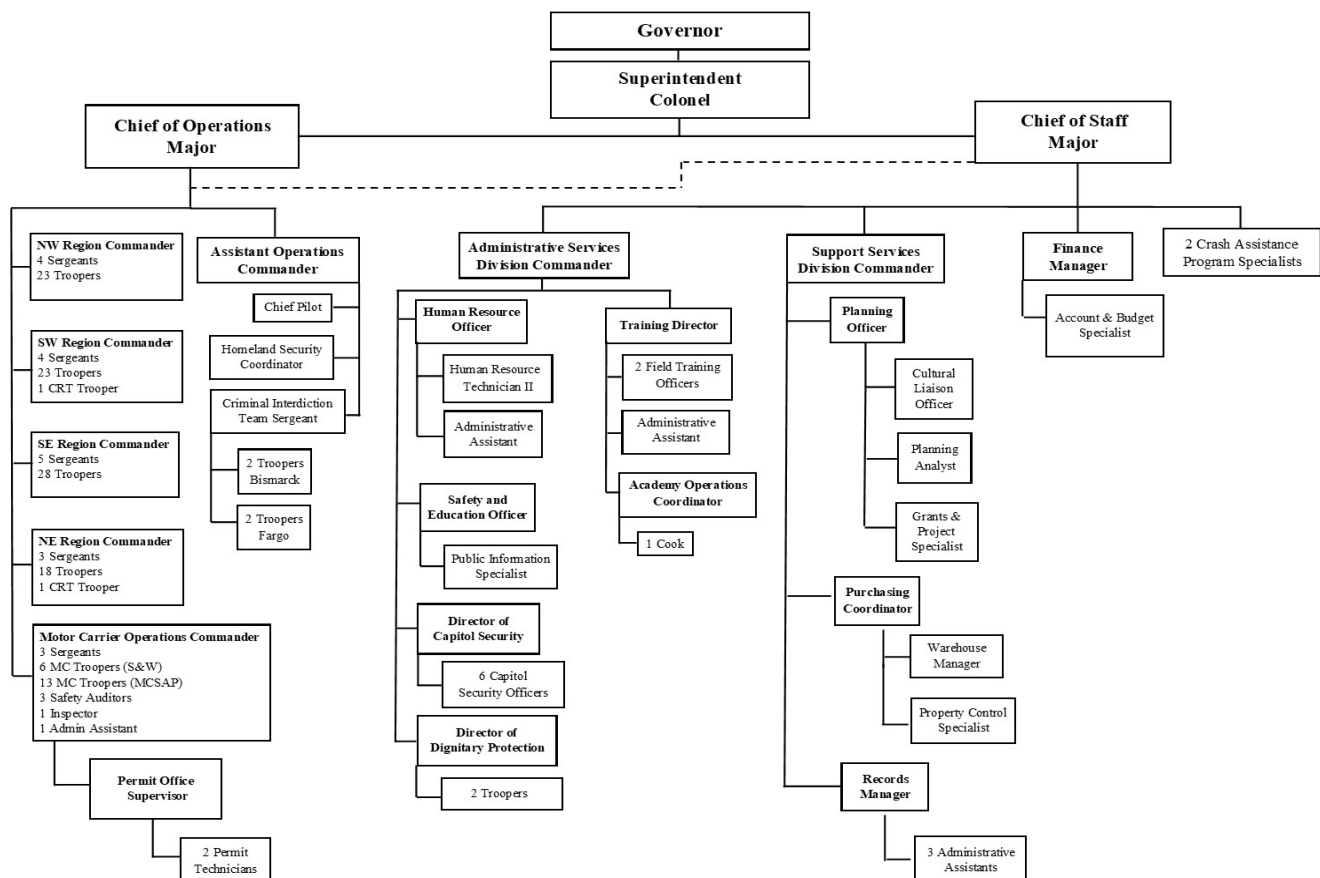 Governor
Superintendent
Colonel
Chief of Operations
Major
Chief of Staff
Major
NW Region Commander
4 Sergeants
23 Troopers
SW Region Commander
4 Sergeants
23 Troopers
1 CRT Trooper
SE Region Commander
5 Sergeants
28 Troopers
NE Region Commander
3 Sergeants
18 Troopers
1 CRT Trooper
Motor Carrier Operations Commander
3 Sergeants
6 MC Troopers (S&W)
13 MC Troopers (MCSAP)
3 Safety Auditors
1 Inspector
1 Admin Assistant
Permit Office
Supervisor
2 Permit
Technicians
Assistant Operations
Commander
Chief Pilot
Homeland Security
Coordinator
Criminal Interdiction
Team Sergeant
2 Troopers
Bismarck
2 Troopers
Fargo
Administrative Services
Division Commander
Human Resource
Officer
Human Resource
Technician II
Administrative
Assistant
Safety and
Education Officer
Public Information
Specialist
Director of
Capitol Security
6 Capitol
Security Officers
Director of
Dignitary Protection
2 Troopers
Training Director
2 Field Training
Officers
Administrative
Assistant
Academy Operations
Coordinator
1 Cook
Support Services
Division Commander
Planning
Officer
Cultural
Liaison
Officer
Planning
Analyst
Grants &
Project
Specialist
Purchasing
Coordinator
Warehouse
Manager
Property Control
Specialist
Records
Manager
3 Administrative
Assistants
Finance
Manager
Account & Budget
Specialist
2 Crash Assistance
Program Specialists